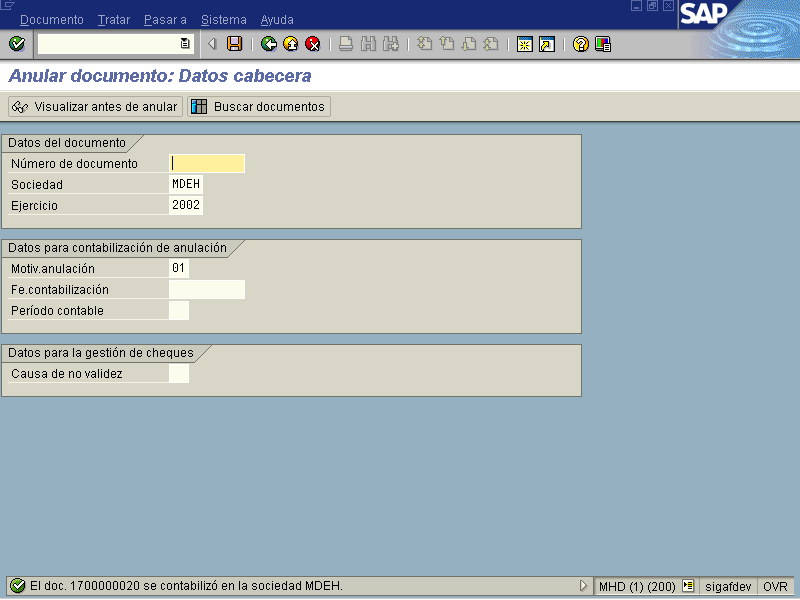 Documento Tratar Pasar a Sistema Ayuda
SAP
Anular documento: Datos cabecera
Visualizar antes de anular Buscar documentos
Datos del documento
Número de documento
Sociedad MDEH
Ejercicio 2002
Datos para contabilización de anulación
Motiv.anulación 01
Fe.contabilización
Período contable
Datos para la gestión de cheques
Causa de no validez
El doc. 1700000020 se contabilizó en la sociedad MDEH. MHD (1) (200) sigafdev OVR